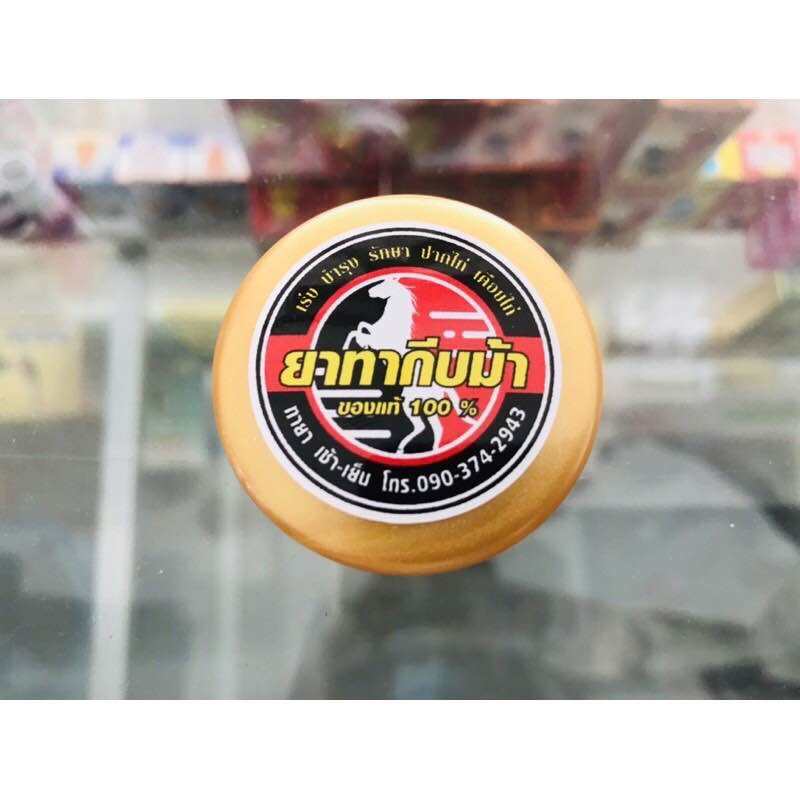 เร่ง บำรุง รักษา ปากไก่ เดือยไก่
ยาทากีบม้า
ของแท้ 100 %
ทายา เช้า-เย็น โทร.090-374-2943